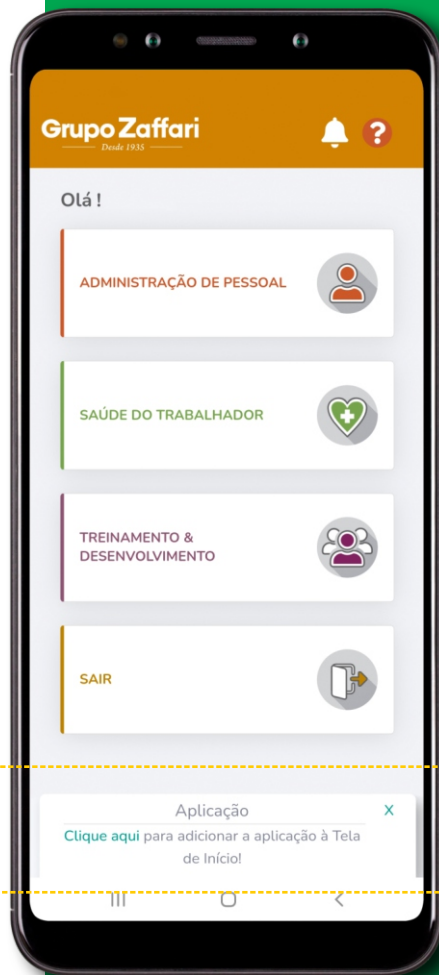 Grupo Zaffari
Desde 1935
?
Olá !
ADMINISTRAÇÃO DE PESSOAL
SAÚDE DO TRABALHADOR
TREINAMENTO &
DESENVOLVIMENTO
SAIR
Aplicação
X
Clique aqui para adicionar a aplicação à Tela
de Início!